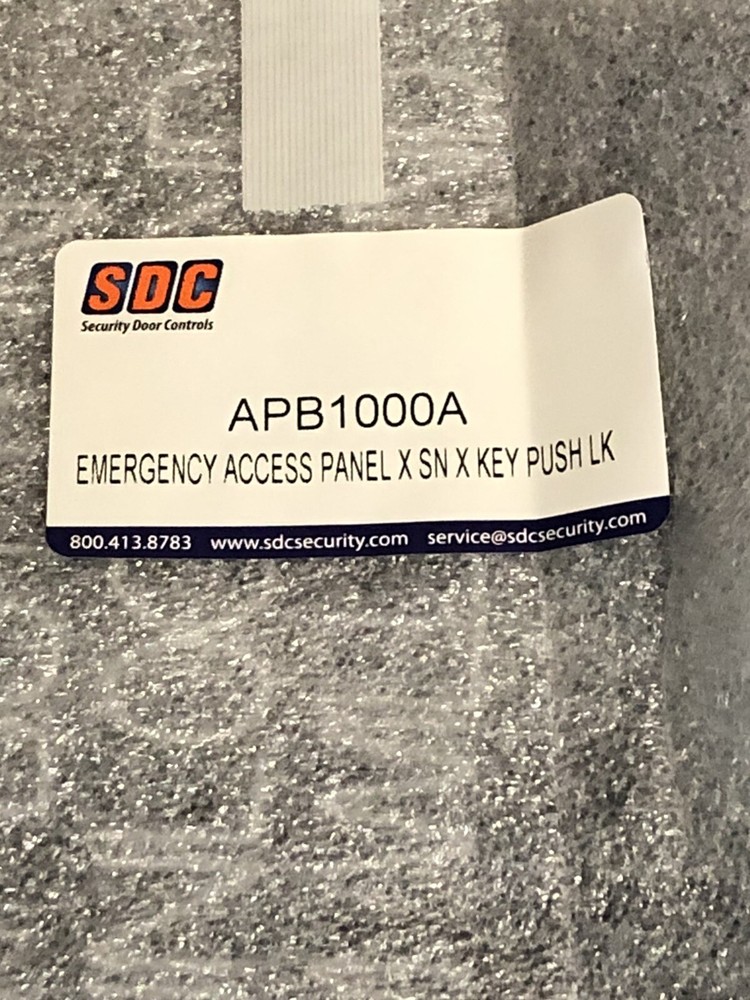 SDC
Security Door Controls
APB1000A
EMERGENCY ACCESS PANEL X SN X KEY PUSH LK
800.413.8783 www.sdcsecurity.com service@sdcsecurity.com